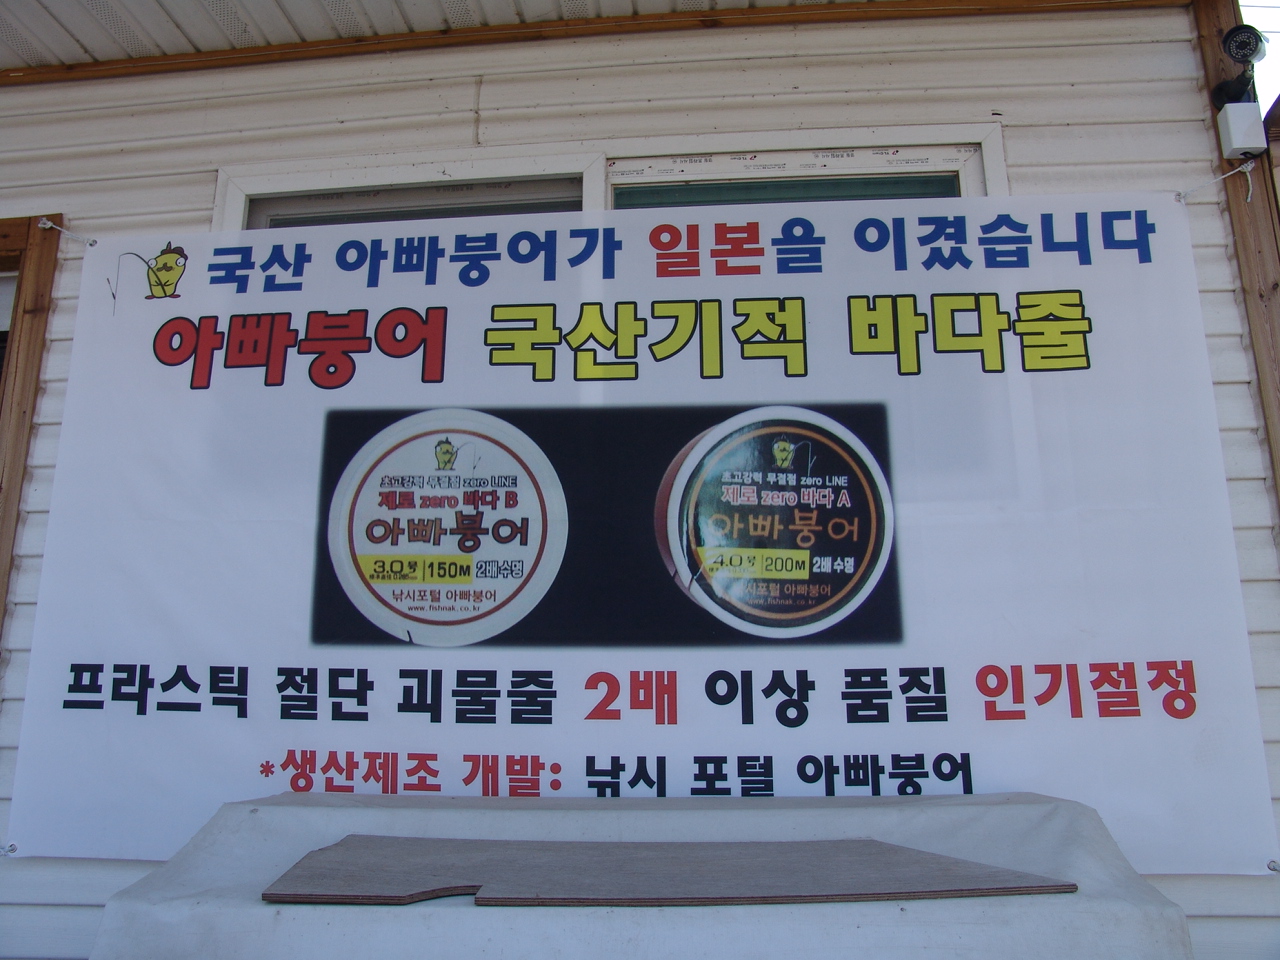 국산 아빠붕어가 일본을 이겼습니다
아빠붕어 국산기적 바다줄
초고강력 무결점 zero LINE
제로 zero 바다 B
아빠붕어
3.0号 150M 2배수명
낚시포털 아빠붕어
www.fishnak.co.kr
초고강력 무결점 zero LINE
제로 zero 바다 A
아빠붕어
4.0号 200M 2배수명
낚시포털 아빠붕어
www.fishnak.co.kr
프라스틱 절단 괴물줄 2배 이상 품질 인기절정
*생산제조 개발: 낚시 포털 아빠붕어